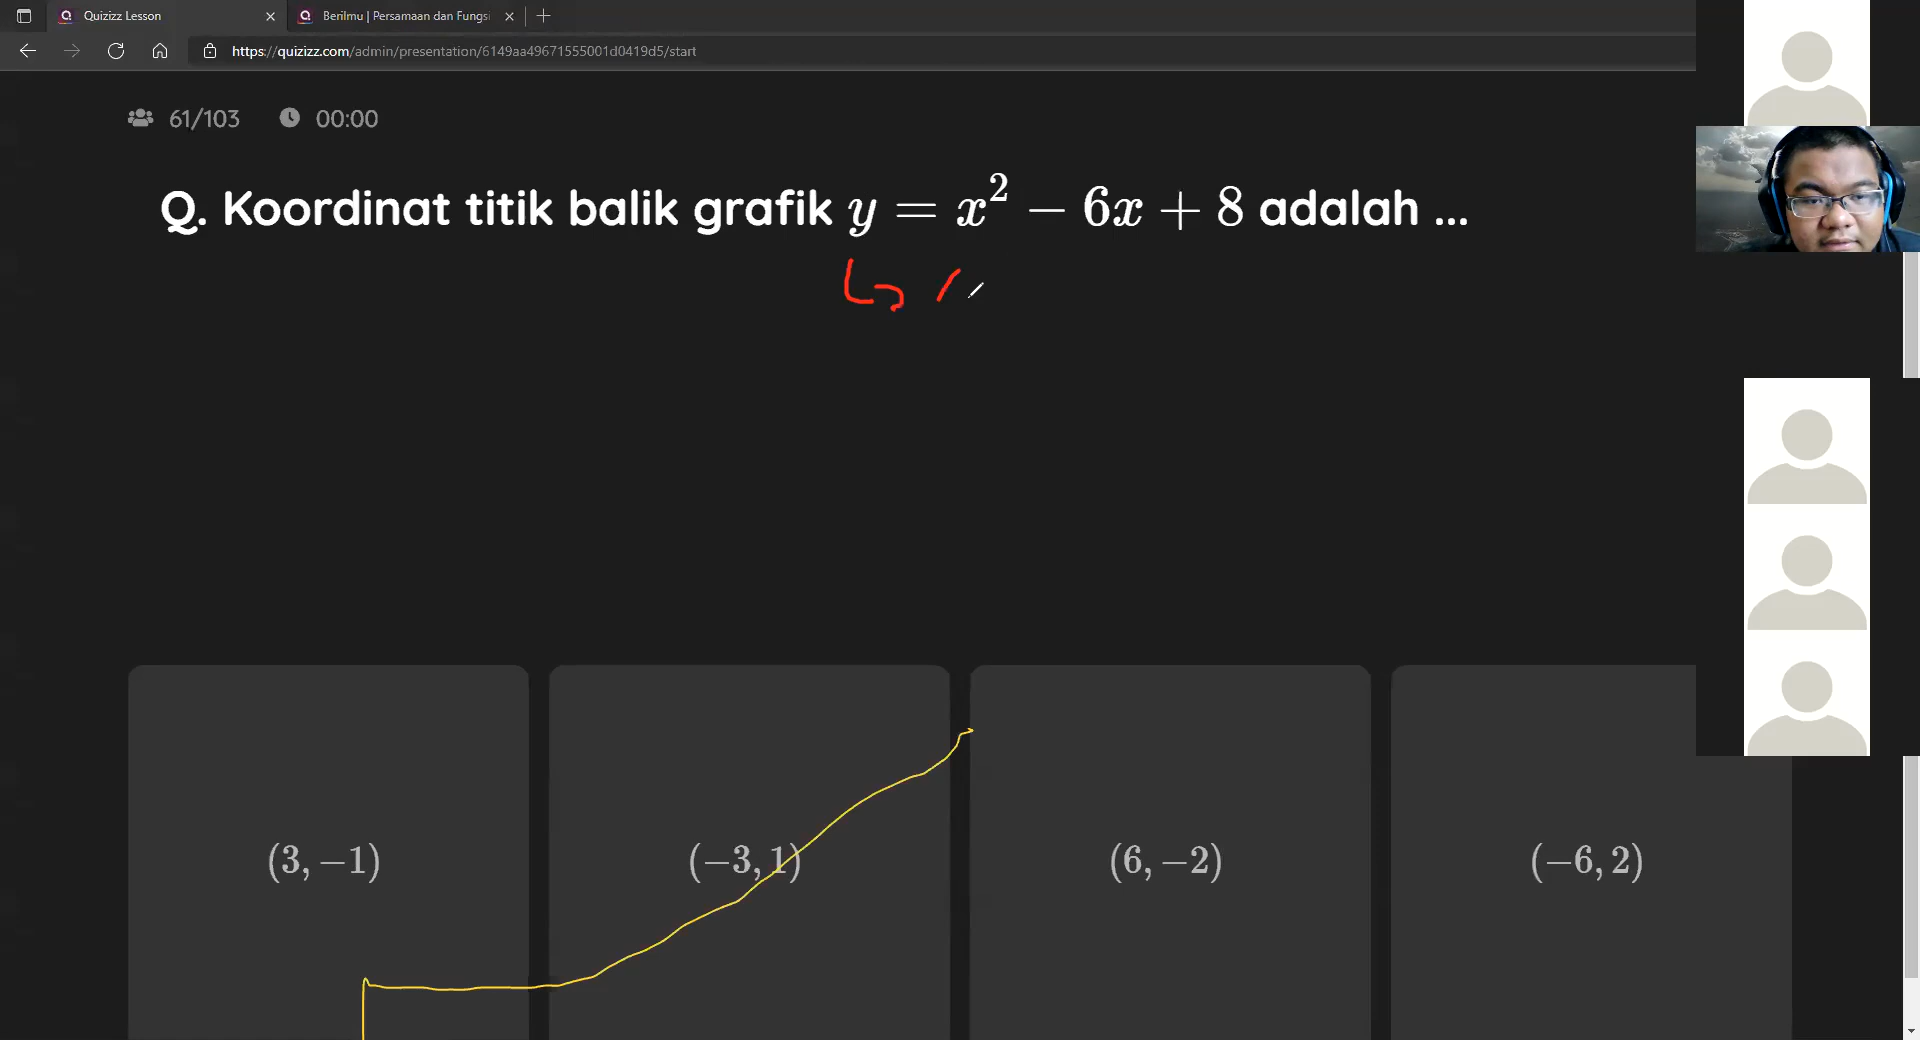 Quizizz Lesson
Berilmu | Persamaan dan Fungs
https://quizizz.com/admin/presentation/6149aa49671555001d0419d5/start
61/103 00:00
Q. Koordinat titik balik grafik y = x² − 6x + 8 adalah ...
(3, −1)
(−3, 1)
(6, −2)
(−6, 2)